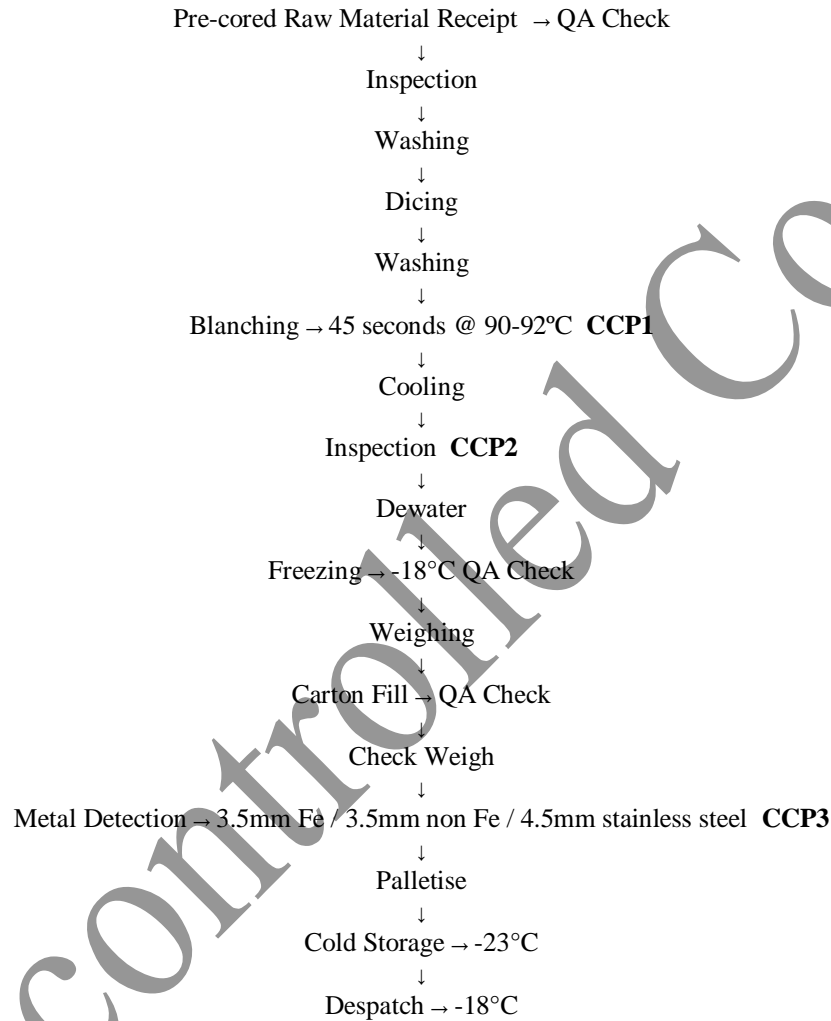 Pre-cored Raw Material Receipt → QA Check
↓
Inspection
↓
Washing
↓
Dicing
↓
Washing
↓
Blanching → 45 seconds @ 90-92ºC CCP1
↓
Cooling
↓
Inspection CCP2
↓
Dewater
↓
Freezing → -18°C QA Check
↓
Weighing
↓
Carton Fill → QA Check
↓
Check Weigh
↓
Metal Detection → 3.5mm Fe / 3.5mm non Fe / 4.5mm stainless steel CCP3
↓
Palletise
↓
Cold Storage → -23°C
↓
Despatch → -18°C
controlled Co